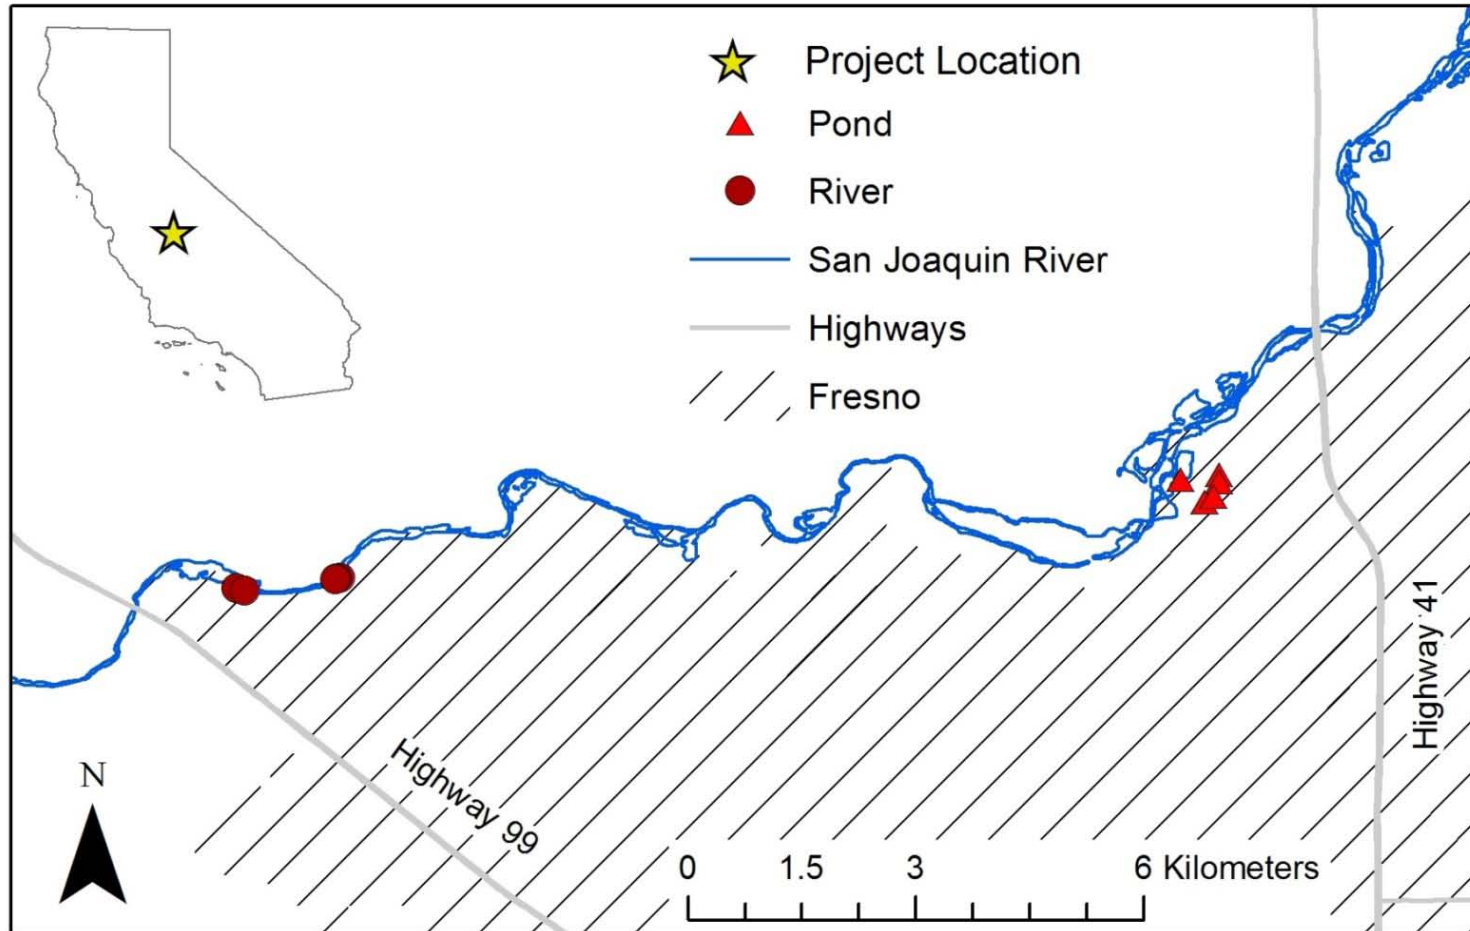 Project Location
Pond
River
San Joaquin River
Highways
Fresno
Highway 41
N
Highway 99
0 1.5 3 6 Kilometers